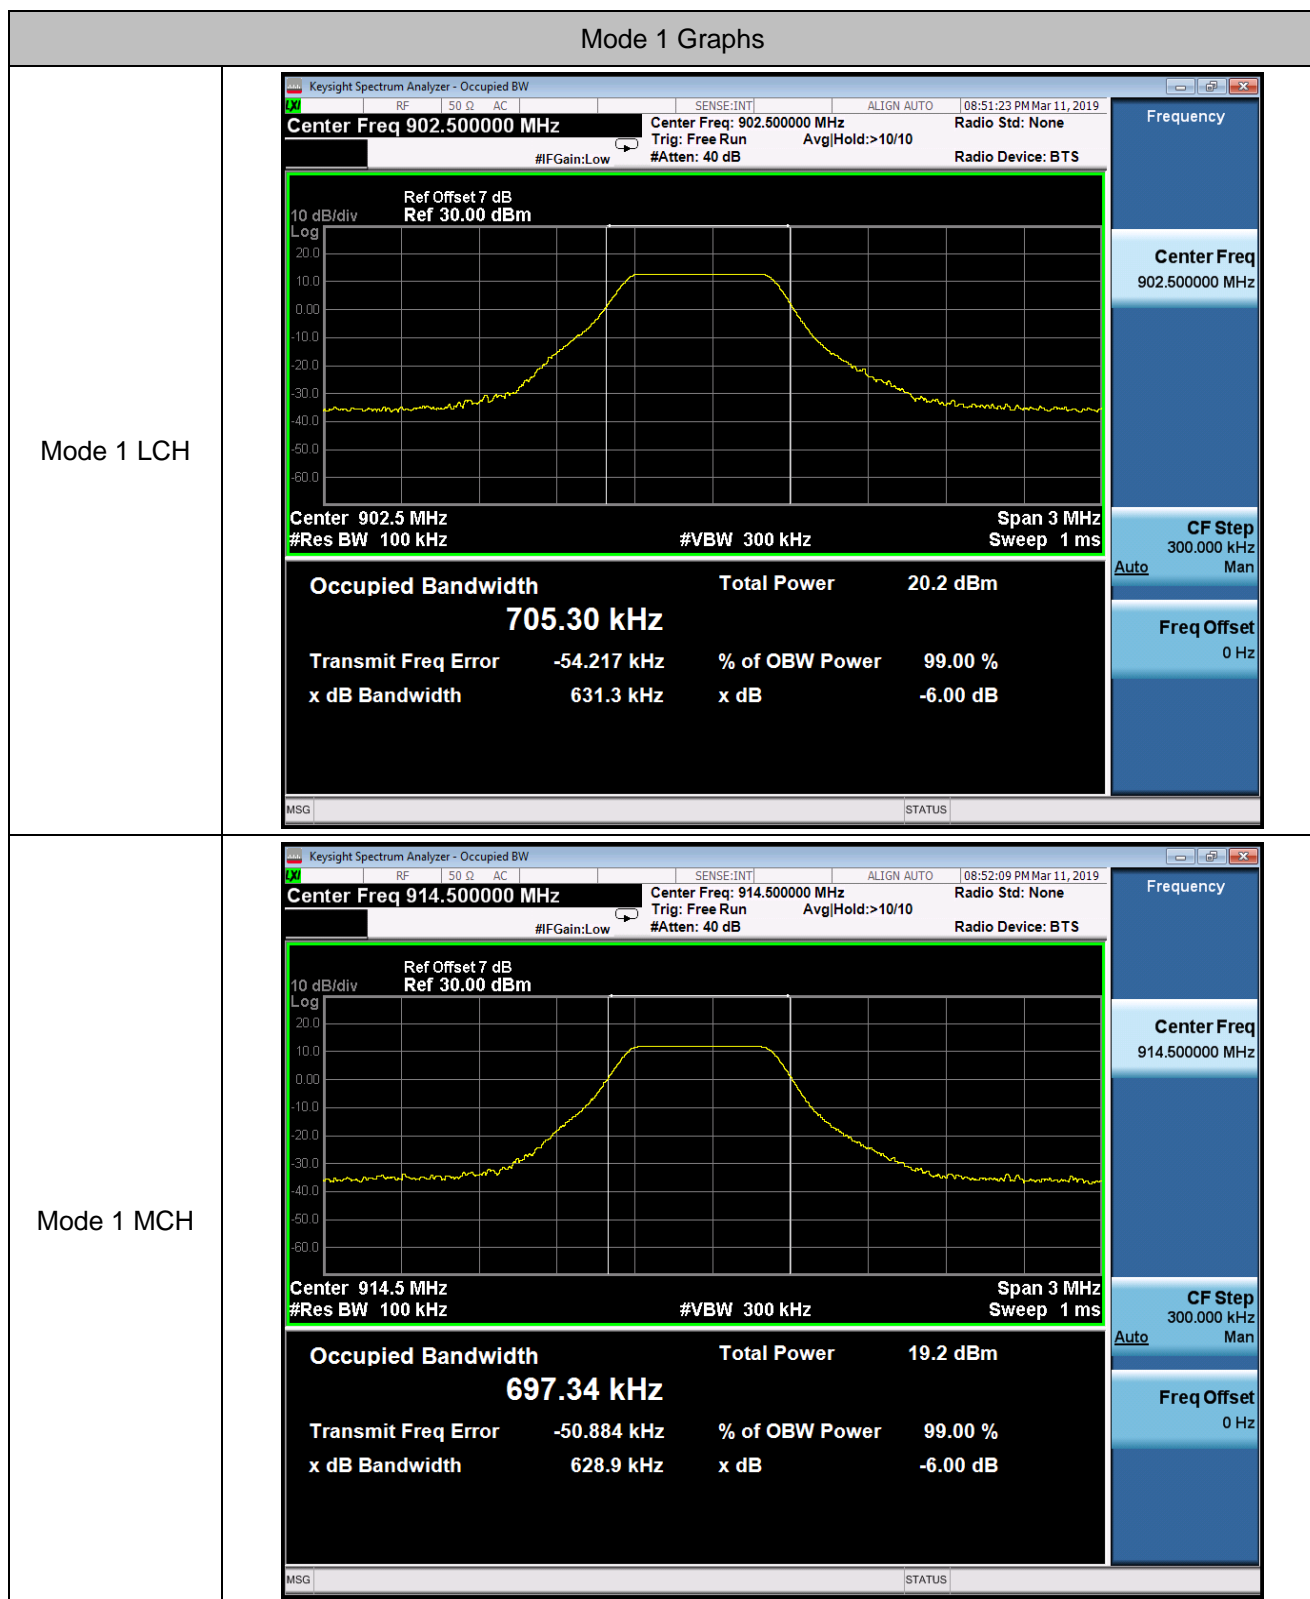 Mode 1 Graphs
Mode 1 LCH
Keysight Spectrum Analyzer - Occupied BW
LXI RF 50 Ω AC SENSE:INT ALIGN AUTO 08:51:23 PM Mar 11, 2019
Center Freq 902.500000 MHz Center Freq: 902.500000 MHz Radio Std: None
Trig: Free Run Avg|Hold:>10/10
#IFGain:Low #Atten: 40 dB Radio Device: BTS
Frequency
Ref Offset 7 dB
10 dB/div Ref 30.00 dBm
Log
20.0
10.0
0.00
-10.0
-20.0
-30.0
-40.0
-50.0
-60.0
Center 902.5 MHz Span 3 MHz
#Res BW 100 kHz #VBW 300 kHz Sweep 1 ms
Center Freq
902.500000 MHz
CF Step
300.000 kHz
Auto Man
Freq Offset
0 Hz
Occupied Bandwidth Total Power 20.2 dBm
705.30 kHz
Transmit Freq Error -54.217 kHz % of OBW Power 99.00 %
x dB Bandwidth 631.3 kHz x dB -6.00 dB
MSG STATUS
Mode 1 MCH
Keysight Spectrum Analyzer - Occupied BW
LXI RF 50 Ω AC SENSE:INT ALIGN AUTO 08:52:09 PM Mar 11, 2019
Center Freq 914.500000 MHz Center Freq: 914.500000 MHz Radio Std: None
Trig: Free Run Avg|Hold:>10/10
#IFGain:Low #Atten: 40 dB Radio Device: BTS
Frequency
Ref Offset 7 dB
10 dB/div Ref 30.00 dBm
Log
20.0
10.0
0.00
-10.0
-20.0
-30.0
-40.0
-50.0
-60.0
Center 914.5 MHz Span 3 MHz
#Res BW 100 kHz #VBW 300 kHz Sweep 1 ms
Center Freq
914.500000 MHz
CF Step
300.000 kHz
Auto Man
Freq Offset
0 Hz
Occupied Bandwidth Total Power 19.2 dBm
697.34 kHz
Transmit Freq Error -50.884 kHz % of OBW Power 99.00 %
x dB Bandwidth 628.9 kHz x dB -6.00 dB
MSG STATUS